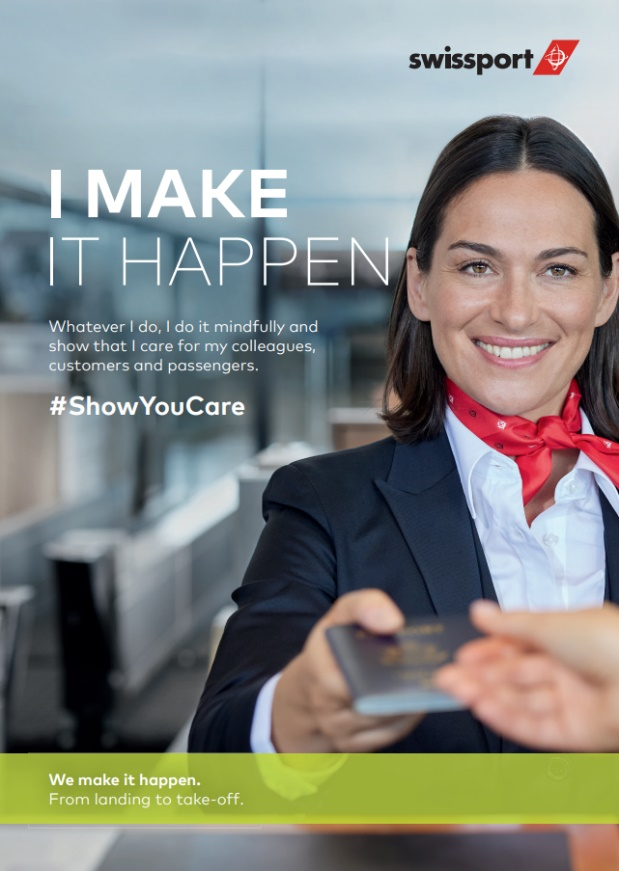 swissport
I MAKE
IT HAPPEN
Whatever I do, I do it mindfully and
show that I care for my colleagues,
customers and passengers.
#ShowYouCare
We make it happen.
From landing to take-off.